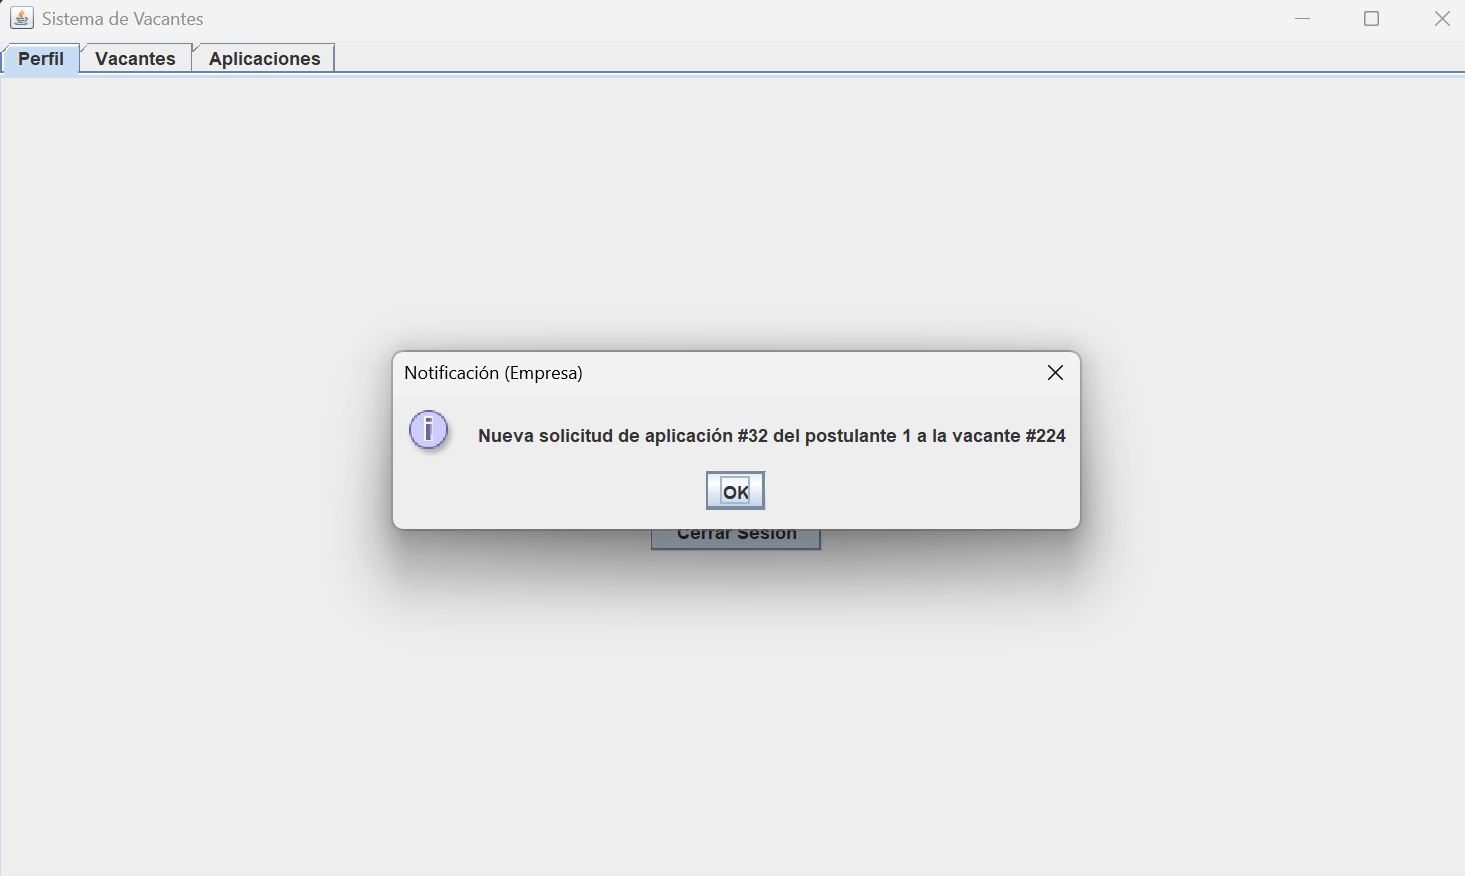 Sistema de Vacantes
Perfil Vacantes Aplicaciones
Notificación (Empresa)
Nueva solicitud de aplicación #32 del postulante 1 a la vacante #224
OK
Cerrar Sesión